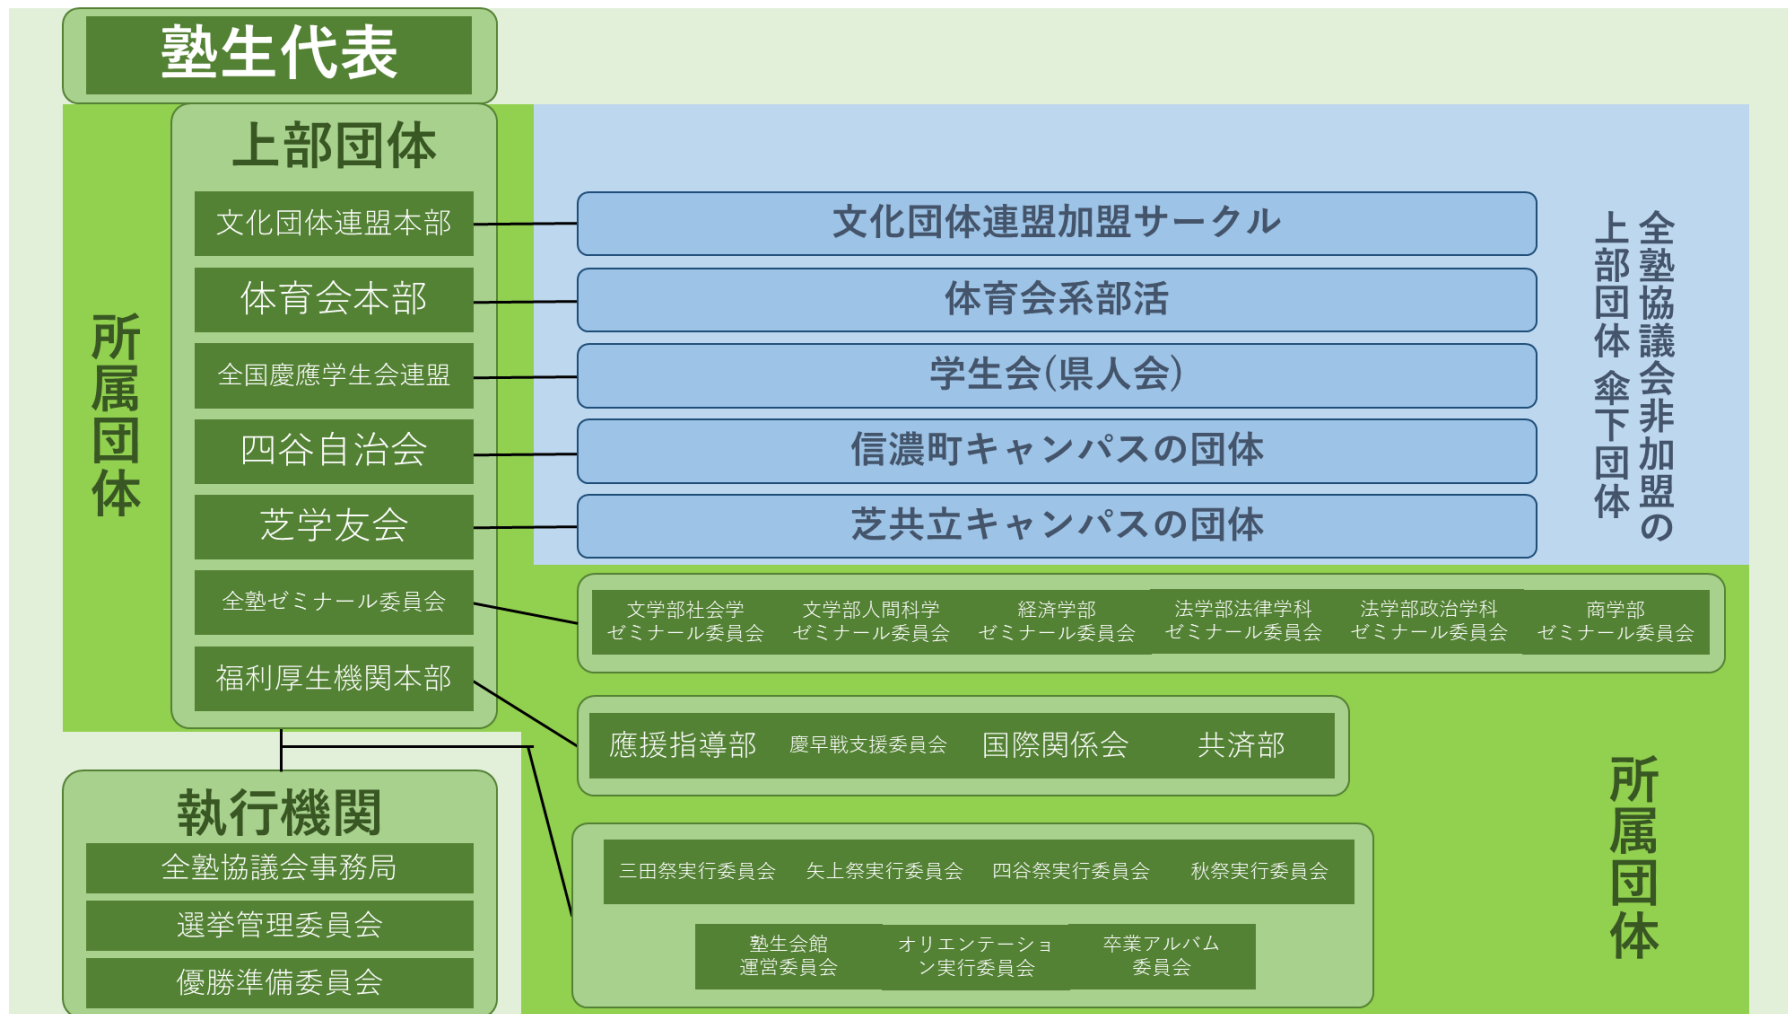 塾生代表
上部団体
所属団体
文化団体連盟本部
体育会本部
全国慶應学生会連盟
四谷自治会
芝学友会
全塾ゼミナール委員会
福利厚生機関本部
文化団体連盟加盟サークル
体育会系部活
学生会(県人会)
信濃町キャンパスの団体
芝共立キャンパスの団体
全塾協議会非加盟の
上部団体 傘下団体
文学部社会学
ゼミナール委員会
文学部人間科学
ゼミナール委員会
経済学部
ゼミナール委員会
法学部法律学科
ゼミナール委員会
法学部政治学科
ゼミナール委員会
商学部
ゼミナール委員会
應援指導部
慶早戦支援委員会
国際関係会
共済部
所属団体
三田祭実行委員会
矢上祭実行委員会
四谷祭実行委員会
秋祭実行委員会
塾生会館
運営委員会
オリエンテーショ
ン実行委員会
卒業アルバム
委員会
執行機関
全塾協議会事務局
選挙管理委員会
優勝準備委員会